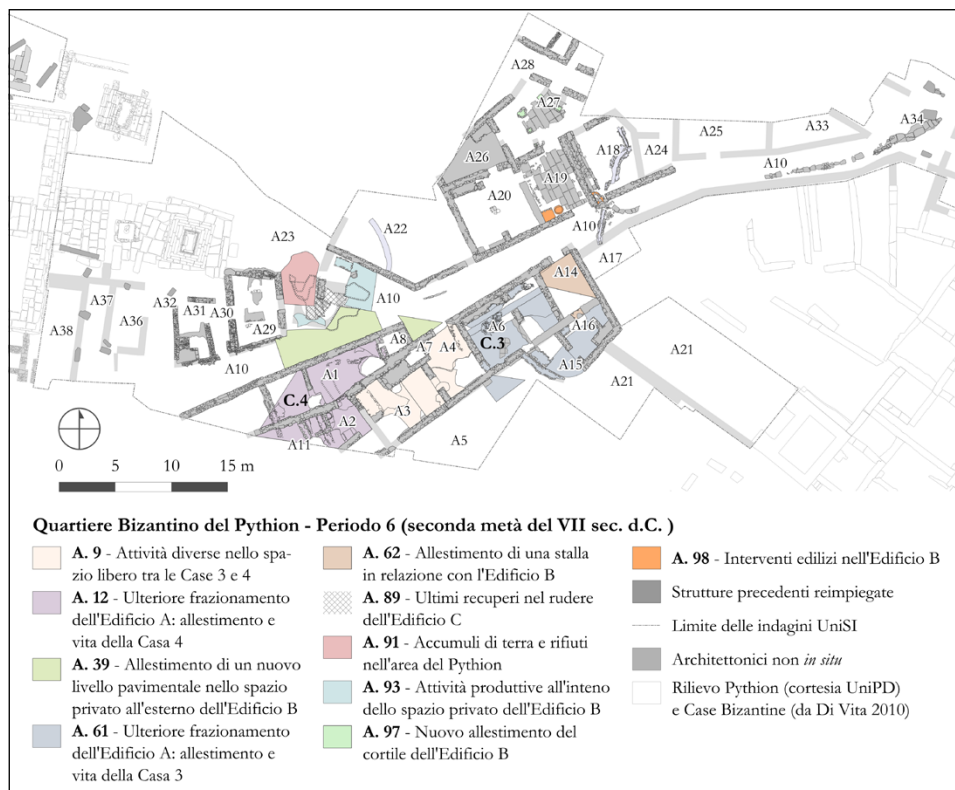 A28
A27
A34
A33
A25
A18
A24
A26
A10
A19
A20
A22
A23
A10
A17
A14
A37
A32
A31
A30
A10
A38
A36
A29
A6
A16
C.3
A8
A7
A4
A15
A21
A10
A1
A21
C.4
A3
A2
A5
A11
0 5 10 15 m
Quartiere Bizantino del Pythion - Periodo 6 (seconda metà del VII sec. d.C. )
A. 9 - Attività diverse nello spa-
zio libero tra le Case 3 e 4
A. 12 - Ulteriore frazionamento
dell'Edificio A: allestimento e
vita della Casa 4
A. 39 - Allestimento di un nuovo
livello pavimentale nello spazio
privato all'esterno dell'Edificio B
A. 61 - Ulteriore frazionamento
dell'Edificio A: allestimento e
vita della Casa 3
A. 62 - Allestimento di una stalla
in relazione con l'Edificio B
A. 89 - Ultimi recuperi nel rudere
dell'Edificio C
A. 91 - Accumuli di terra e rifiuti
nell'area del Pythion
A. 93 - Attività produttive all'inteno
dello spazio privato dell'Edificio B
A. 97 - Nuovo allestimento del
cortile dell'Edificio B
A. 98 - Interventi edilizi nell'Edificio B
Strutture precedenti reimpiegate
Limite delle indagini UniSI
Architettonici non in situ
Rilievo Pythion (cortesia UniPD)
e Case Bizantine (da Di Vita 2010)